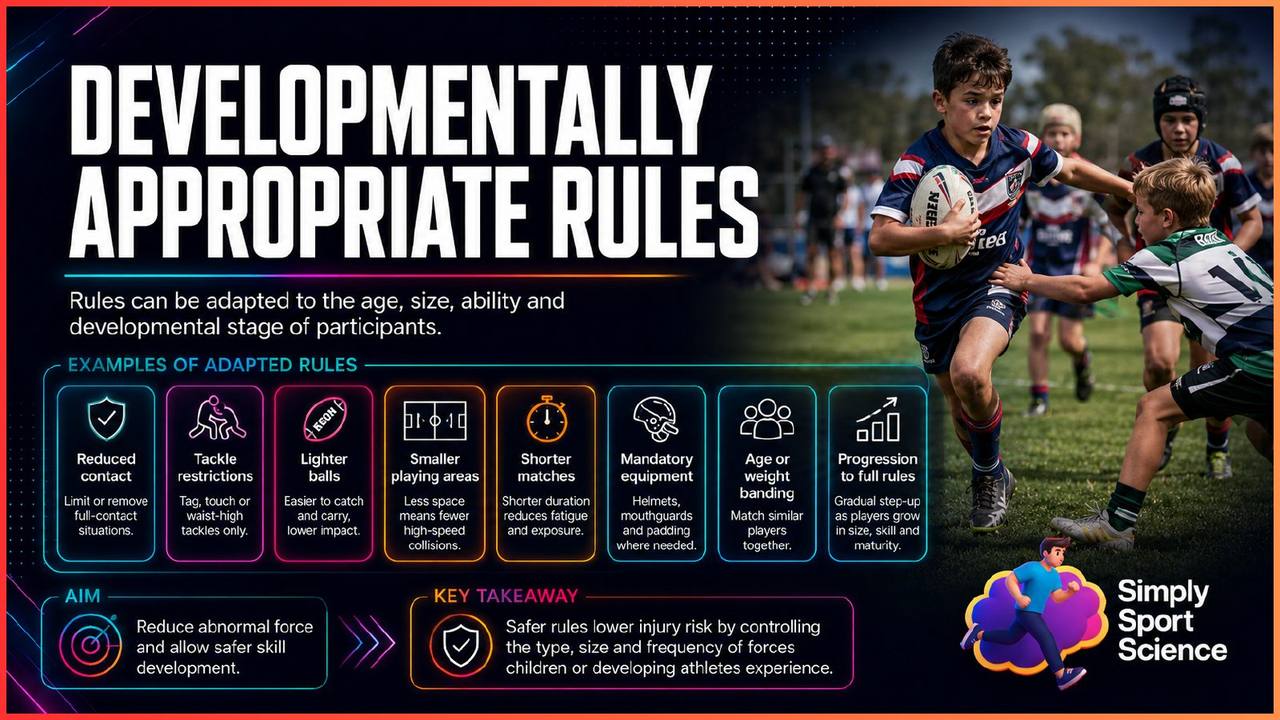 DEVELOPMENTALLY
APPROPRIATE RULES
Rules can be adapted to the age, size, ability and
developmental stage of participants.
EXAMPLES OF ADAPTED RULES
Reduced
contact
Limit or remove
full-contact
situations.
Tackle
restrictions
Tag, touch or
waist-high
tackles only.
Lighter
balls
Easier to catch
and carry,
lower impact.
Smaller
playing areas
Less space
means fewer
high-speed
collisions.
Shorter
matches
Shorter duration
reduces fatigue
and exposure.
Mandatory
equipment
Helmets,
mouthguards
and padding
where needed.
Age or
weight
banding
Match similar
players
together.
Progression
to full rules
Gradual step-up
as players grow
in size, skill and
maturity.
AIM
Reduce abnormal force
and allow safer skill
development.
KEY TAKEAWAY
Safer rules lower injury risk by controlling
the type, size and frequency of forces
children or developing athletes experience.
Simply
Sport
Science